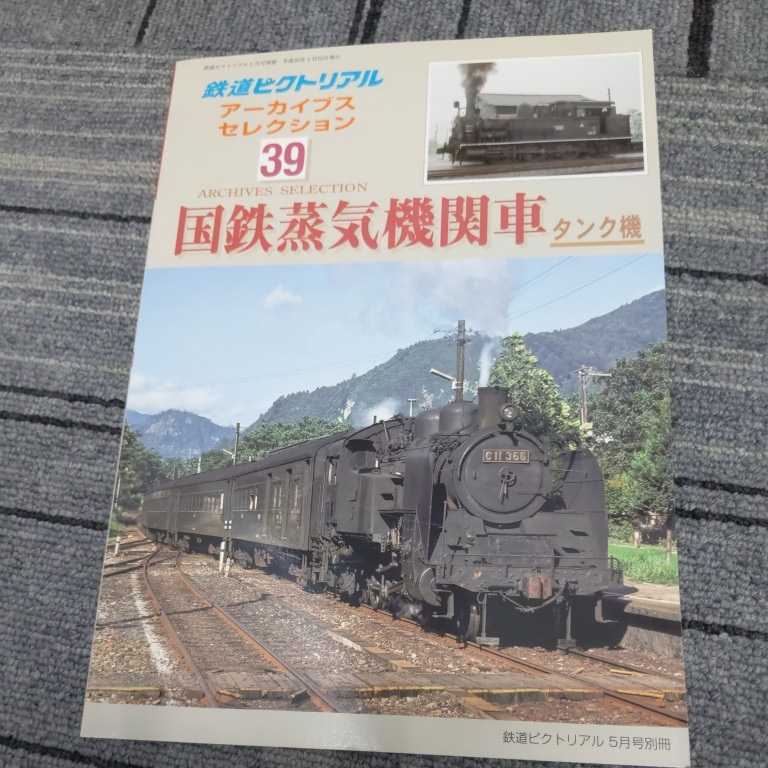 鉄道ピクトリアル
アーカイブス
セレクション
39
ARCHIVES SELECTION
国鉄蒸気機関車 タンク機
C11 366
鉄道ピクトリアル 5月号別冊